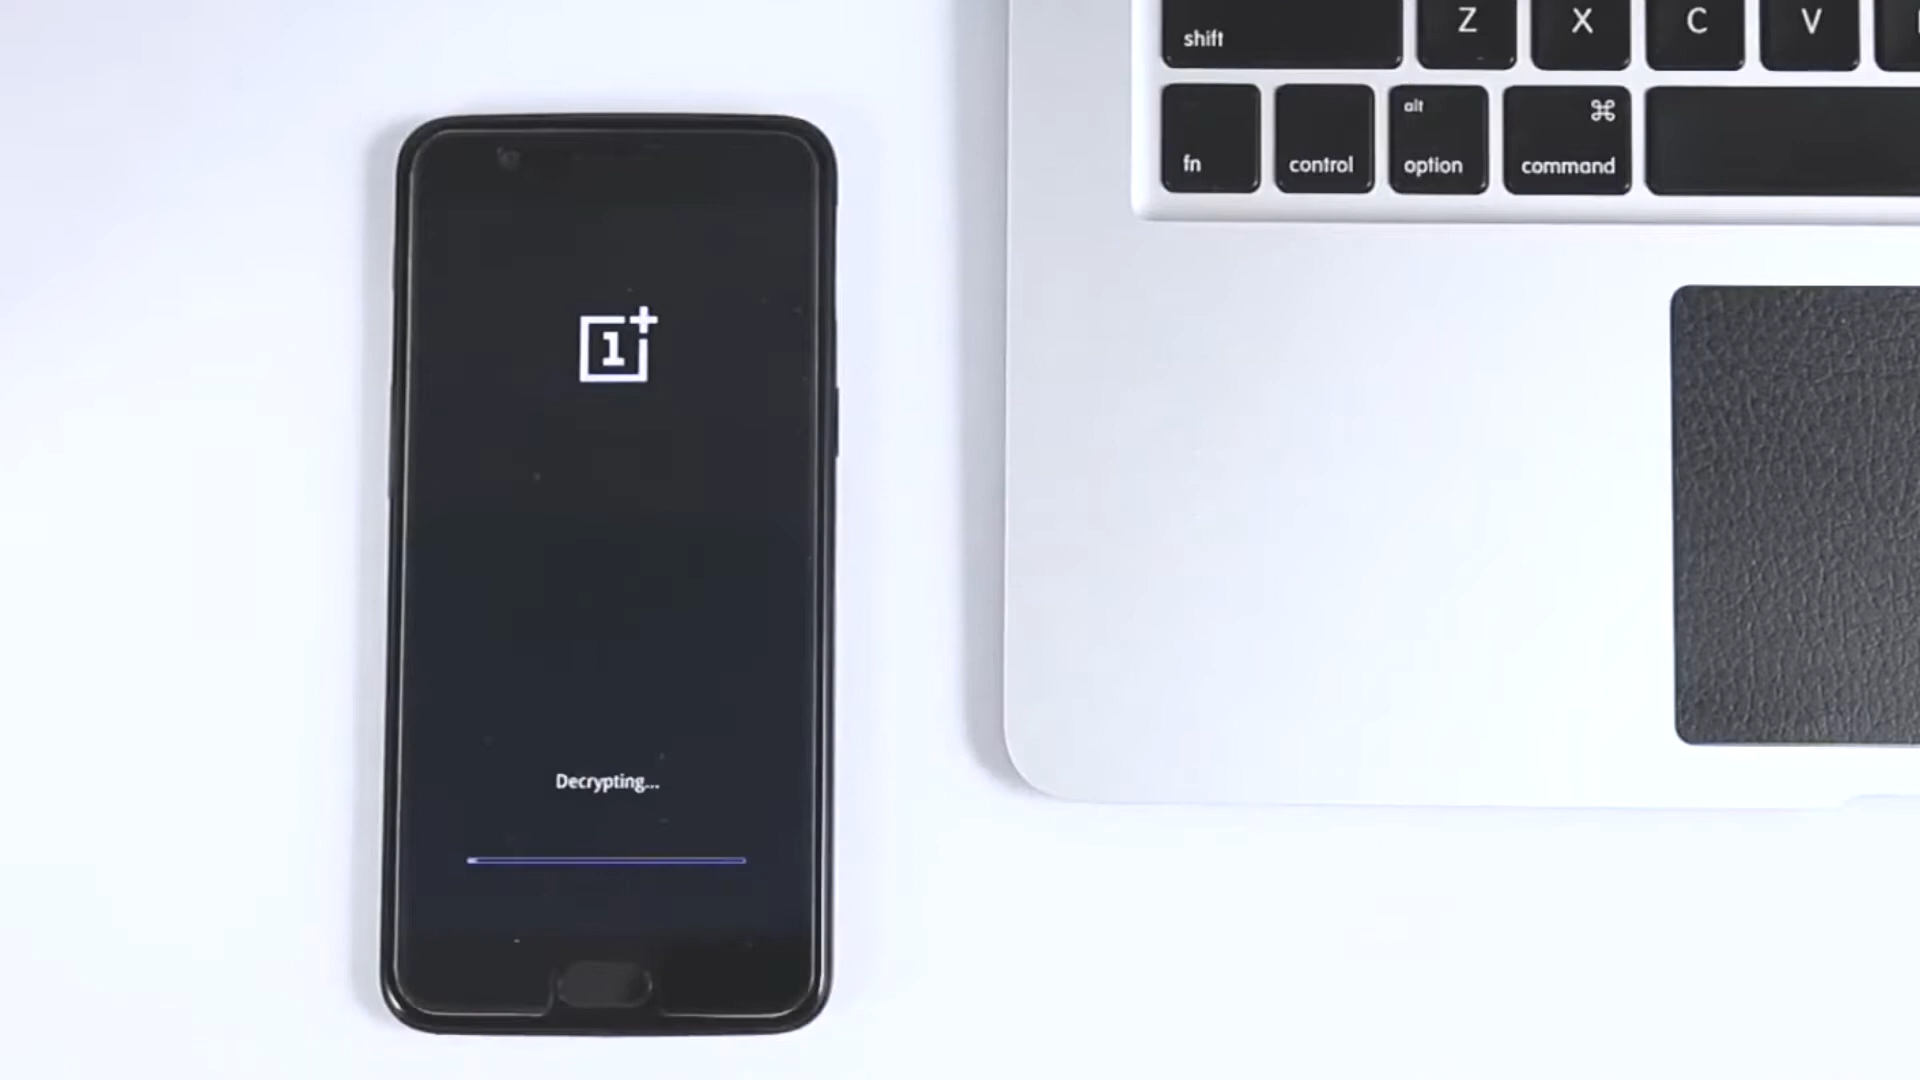 shift
Z
X
C
V
alt
⌘
fn
control
option
command
1+
Decrypting...